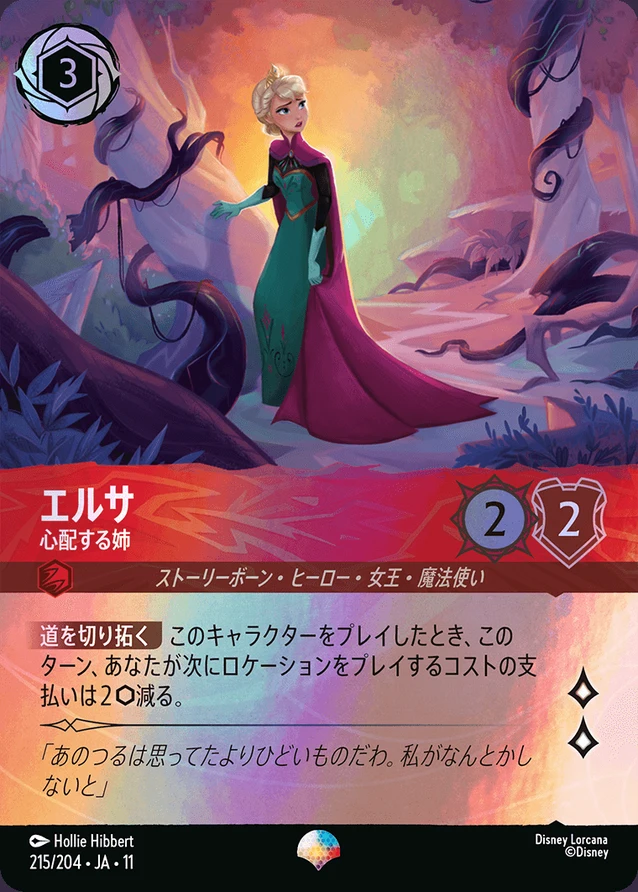 3
エルサ
心配する姉
2
2
ストーリーボーン・ヒーロー・女王・魔法使い
道を切り拓く このキャラクターをプレイしたとき、この
ターン、あなたが次にロケーションをプレイするコストの支
払いは2⬡減る。
「あのつるは思ってたよりひどいものだわ。私がなんとかし
ないと」
Hollie Hibbert
215/204・JA・11
Disney Lorcana
©Disney